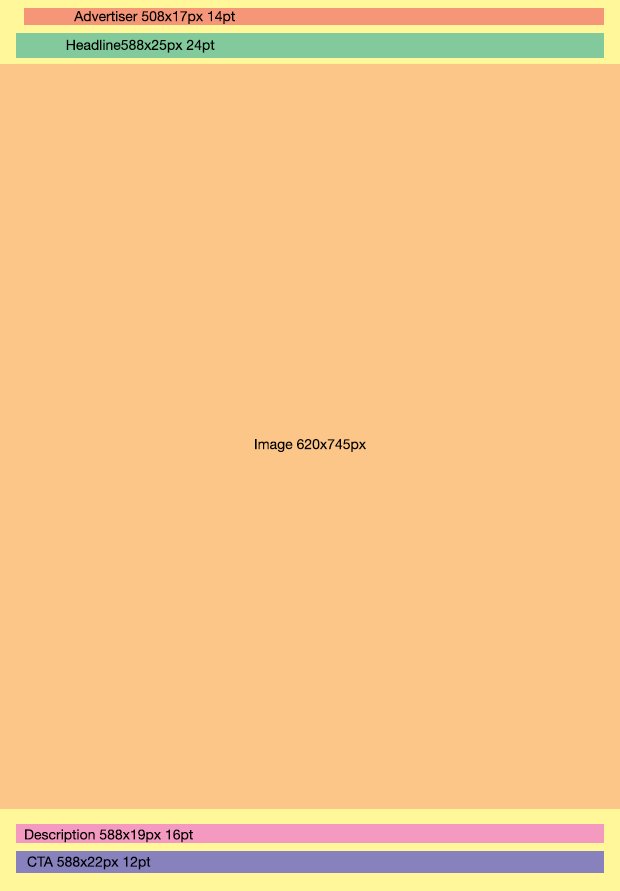 Advertiser 508x17px 14pt
Headline588x25px 24pt
Image 620x745px
Description 588x19px 16pt
CTA 588x22px 12pt